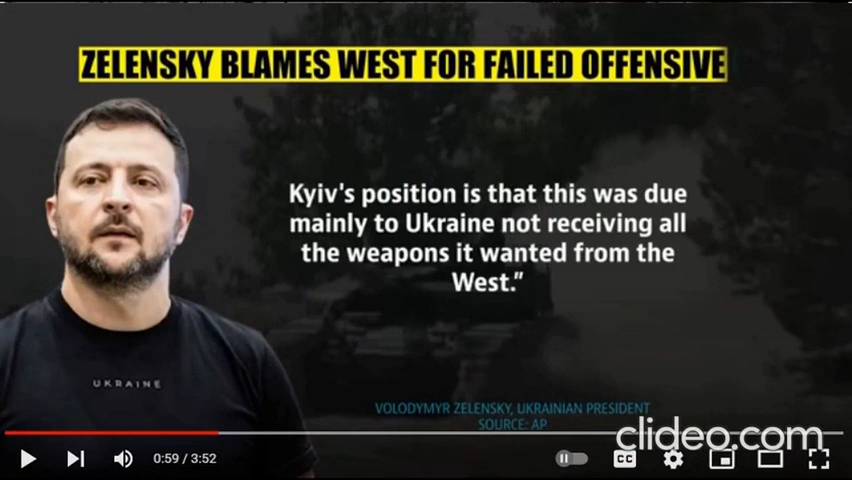 ZELENSKY BLAMES WEST FOR FAILED OFFENSIVE
Kyiv's position is that this was due
mainly to Ukraine not receiving all
the weapons it wanted from the
West.”
UKRAINE
VOLODYMYR ZELENSKY, UKRAINIAN PRESIDENT
SOURCE: AP
clideo.com
0:59 / 3:52
CC